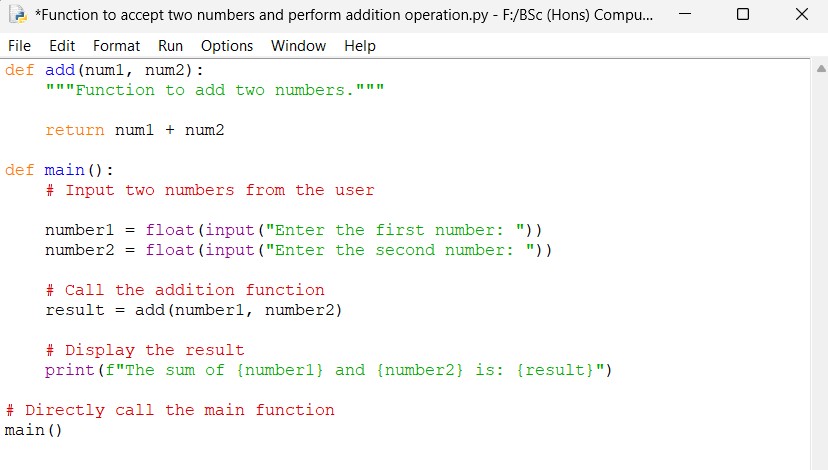 *Function to accept two numbers and perform addition operation.py - F:/BSc (Hons) Compu...
File Edit Format Run Options Window Help
def add(num1, num2):
    """Function to add two numbers."""
    return num1 + num2
def main():
    # Input two numbers from the user
    number1 = float(input("Enter the first number: "))
    number2 = float(input("Enter the second number: "))
    # Call the addition function
    result = add(number1, number2)
    # Display the result
    print(f"The sum of {number1} and {number2} is: {result}")
# Directly call the main function
main()